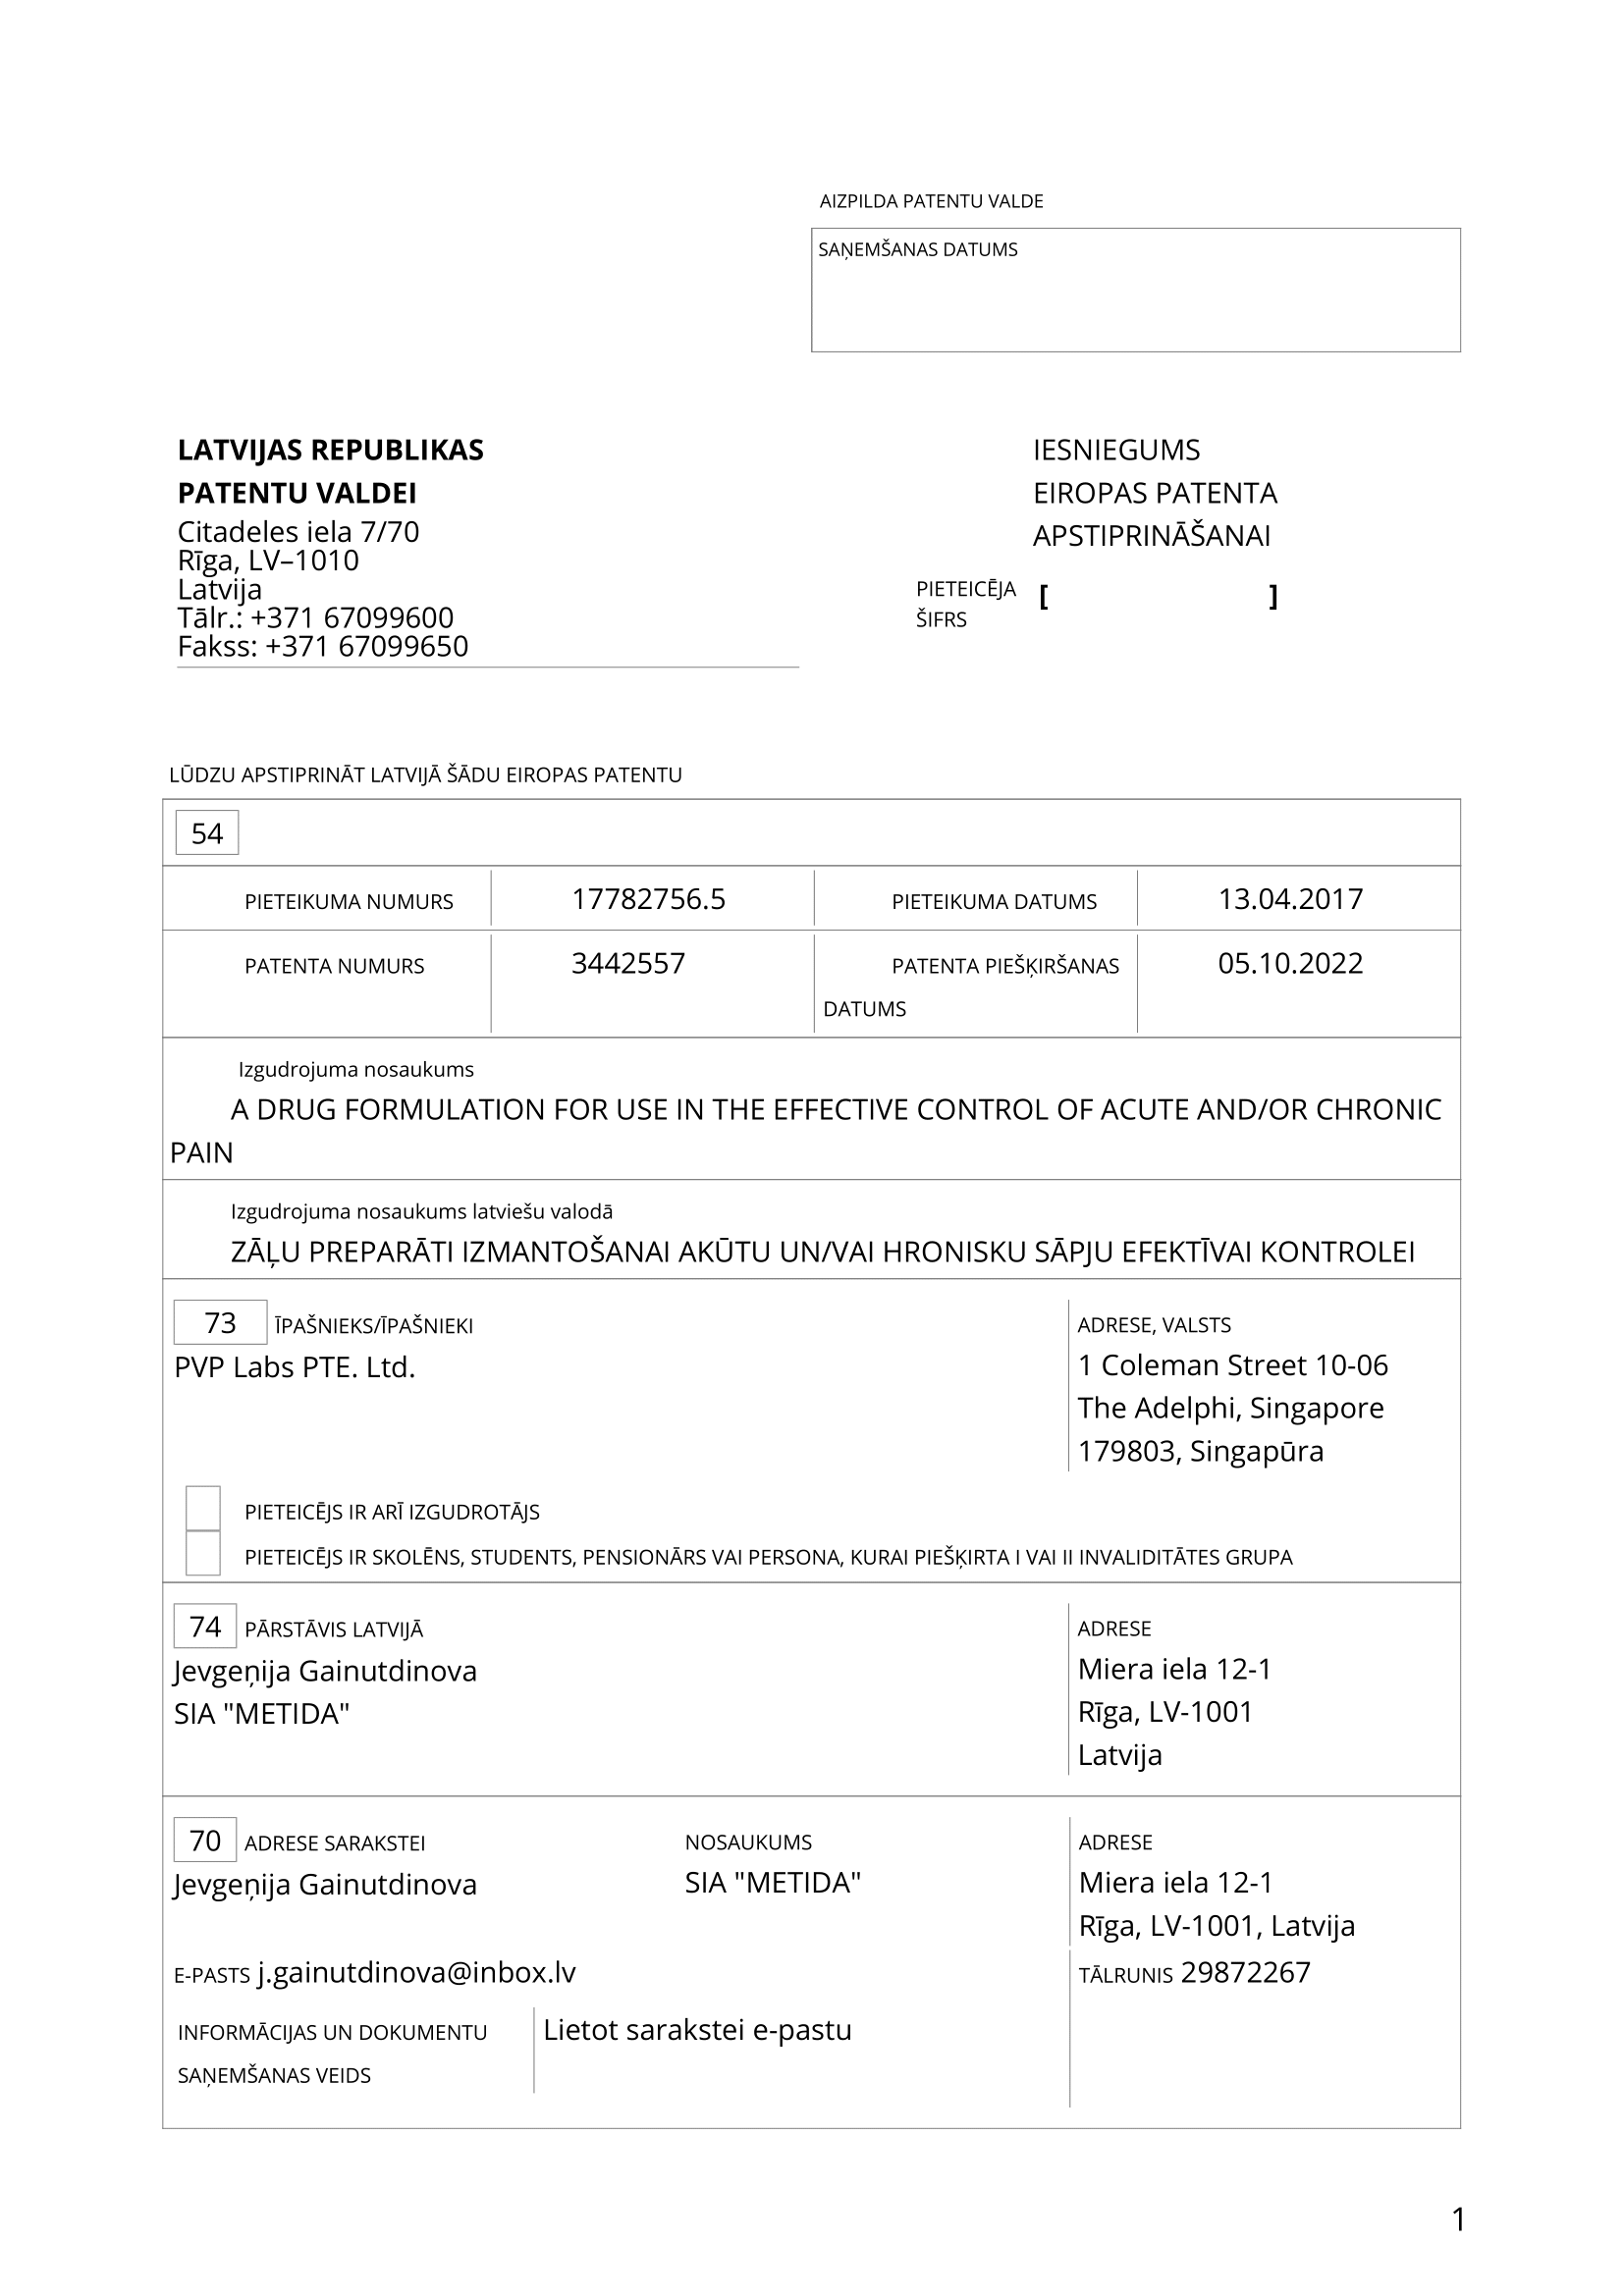 AIZPILDA PATENTU VALDE
SAŅEMŠANAS DATUMS
LATVIJAS REPUBLIKAS
PATENTU VALDEI
Citadeles iela 7/70
Rīga, LV–1010
Latvija
Tālr.: +371 67099600
Fakss: +371 67099650
IESNIEGUMS
EIROPAS PATENTA
APSTIPRINĀŠANAI
PIETEICĒJA [ ]
ŠIFRS
LŪDZU APSTIPRINĀT LATVIJĀ ŠĀDU EIROPAS PATENTU
54
PIETEIKUMA NUMURS 17782756.5 PIETEIKUMA DATUMS 13.04.2017
PATENTA NUMURS 3442557 PATENTA PIEŠĶIRŠANAS 05.10.2022
DATUMS
Izgudrojuma nosaukums
A DRUG FORMULATION FOR USE IN THE EFFECTIVE CONTROL OF ACUTE AND/OR CHRONIC
PAIN
Izgudrojuma nosaukums latviešu valodā
ZĀĻU PREPARĀTI IZMANTOŠANAI AKŪTU UN/VAI HRONISKU SĀPJU EFEKTĪVAI KONTROLEI
73 ĪPAŠNIEKS/ĪPAŠNIEKI
PVP Labs PTE. Ltd.
ADRESE, VALSTS
1 Coleman Street 10-06
The Adelphi, Singapore
179803, Singapūra
PIETEICĒJS IR ARĪ IZGUDROTĀJS
PIETEICĒJS IR SKOLĒNS, STUDENTS, PENSIONĀRS VAI PERSONA, KURAI PIEŠĶIRTA I VAI II INVALIDITĀTES GRUPA
74 PĀRSTĀVIS LATVIJĀ
Jevgeņija Gainutdinova
SIA "METIDA"
ADRESE
Miera iela 12-1
Rīga, LV-1001
Latvija
70 ADRESE SARAKSTEI
Jevgeņija Gainutdinova
NOSAUKUMS
SIA "METIDA"
ADRESE
Miera iela 12-1
Rīga, LV-1001, Latvija
E-PASTS j.gainutdinova@inbox.lv
TĀLRUNIS 29872267
INFORMĀCIJAS UN DOKUMENTU
SAŅEMŠANAS VEIDS
Lietot sarakstei e-pastu
1